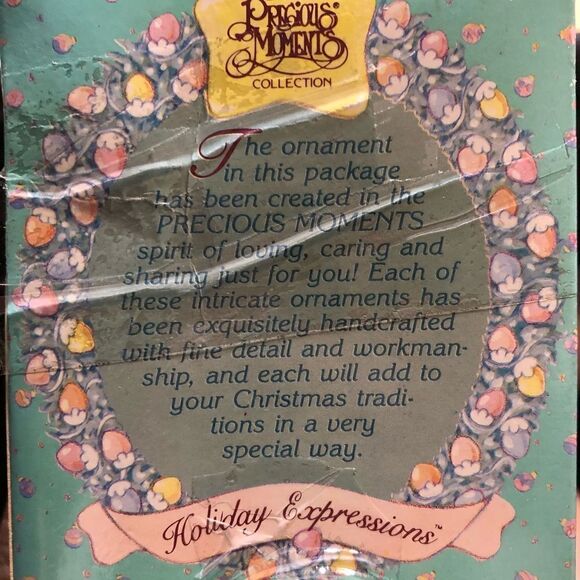 PRECIOUS®
MOMENTS
COLLECTION
The ornament
in this package
has been created in the
PRECIOUS MOMENTS
spirit of loving, caring and
sharing just for you! Each of
these intricate ornaments has
been exquisitely handcrafted
with fine detail and workman-
ship, and each will add to
your Christmas tradi-
tions in a very
special way.
Holiday Expressions™